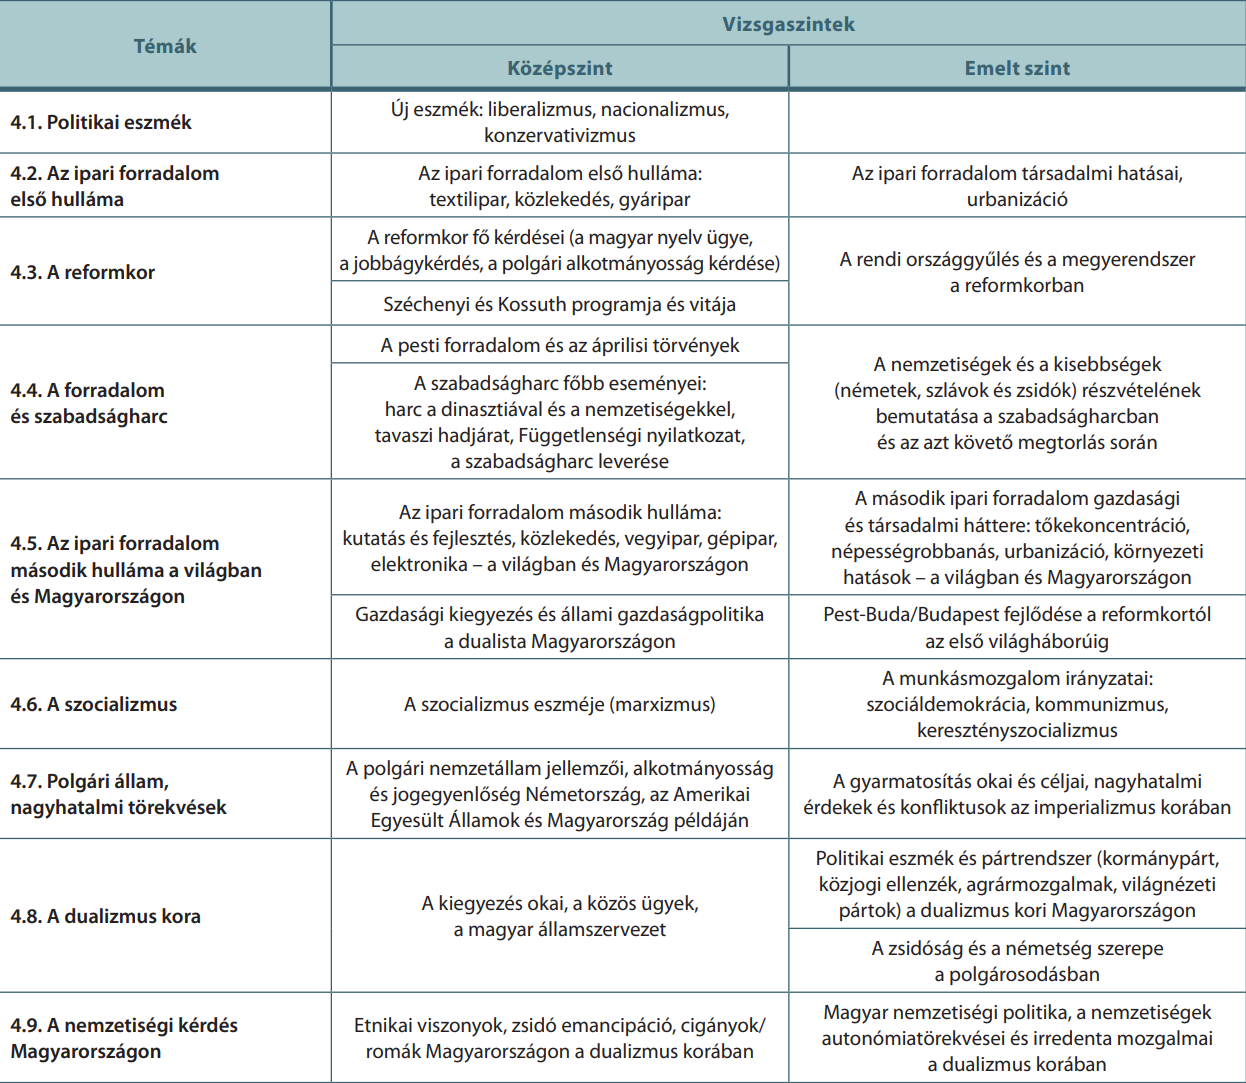 Témák
Vizsgaszintek
Középszint
Emelt szint
4.1. Politikai eszmék
Új eszmék: liberalizmus, nacionalizmus,
konzervativizmus
4.2. Az ipari forradalom
első hulláma
Az ipari forradalom első hulláma:
textilipar, közlekedés, gyáripar
Az ipari forradalom társadalmi hatásai,
urbanizáció
4.3. A reformkor
A reformkor fő kérdései (a magyar nyelv ügye,
a jobbágykérdés, a polgári alkotmányosság kérdése)
Széchenyi és Kossuth programja és vitája
A rendi országgyűlés és a megyerendszer
a reformkorban
4.4. A forradalom
és szabadságharc
A pesti forradalom és az áprilisi törvények
A szabadságharc főbb eseményei:
harc a dinasztiával és a nemzetiségekkel,
tavaszi hadjárat, Függetlenségi nyilatkozat,
a szabadságharc leverése
A nemzetiségek és a kisebbségek
(németek, szlávok és zsidók) részvételének
bemutatása a szabadságharcban
és az azt követő megtorlás során
4.5. Az ipari forradalom
második hulláma a világban
és Magyarországon
Az ipari forradalom második hulláma:
kutatás és fejlesztés, közlekedés, vegyipar, gépipar,
elektronika – a világban és Magyarországon
A második ipari forradalom gazdasági
és társadalmi háttere: tőkekoncentráció,
népességrobbanás, urbanizáció, környezeti
hatások – a világban és Magyarországon
Gazdasági kiegyezés és állami gazdaságpolitika
a dualista Magyarországon
Pest-Buda/Budapest fejlődése a reformkortól
az első világháborúig
4.6. A szocializmus
A szocializmus eszméje (marxizmus)
A munkásmozgalom irányzatai:
szociáldemokrácia, kommunizmus,
keresztényszocializmus
4.7. Polgári állam,
nagyhatalmi törekvések
A polgári nemzetállam jellemzői, alkotmányosság
és jogegyenlőség Németország, az Amerikai
Egyesült Államok és Magyarország példáján
A gyarmatosítás okai és céljai, nagyhatalmi
érdekek és konfliktusok az imperializmus korában
4.8. A dualizmus kora
A kiegyezés okai, a közös ügyek,
a magyar államszervezet
Politikai eszmék és pártrendszer (kormánypárt,
közjogi ellenzék, agrármozgalmak, világnézeti
pártok) a dualizmus kori Magyarországon
A zsidóság és a németség szerepe
a polgárosodásban
4.9. A nemzetiségi kérdés
Magyarországon
Etnikai viszonyok, zsidó emancipáció, cigányok/
romák Magyarországon a dualizmus korában
Magyar nemzetiségi politika, a nemzetiségek
autonómiatörekvései és irredenta mozgalmai
a dualizmus korában